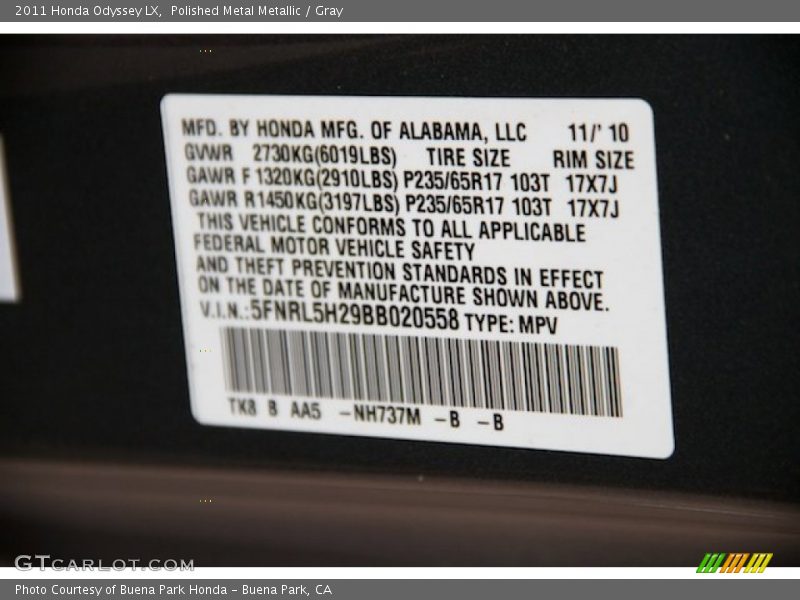 2011 Honda Odyssey LX, Polished Metal Metallic / Gray
MFD. BY HONDA MFG. OF ALABAMA, LLC 11/' 10
GVWR 2730KG(6019LBS) TIRE SIZE RIM SIZE
GAWR F 1320KG(2910LBS) P235/65R17 103T 17X7J
GAWR R1450KG(3197LBS) P235/65R17 103T 17X7J
THIS VEHICLE CONFORMS TO ALL APPLICABLE
FEDERAL MOTOR VEHICLE SAFETY
AND THEFT PREVENTION STANDARDS IN EFFECT
ON THE DATE OF MANUFACTURE SHOWN ABOVE.
V.I.N.:5FNRL5H29BB020558 TYPE: MPV
TK8 B AA5 -NH737M -B -B
GTCARLOT.COM
Photo Courtesy of Buena Park Honda - Buena Park, CA